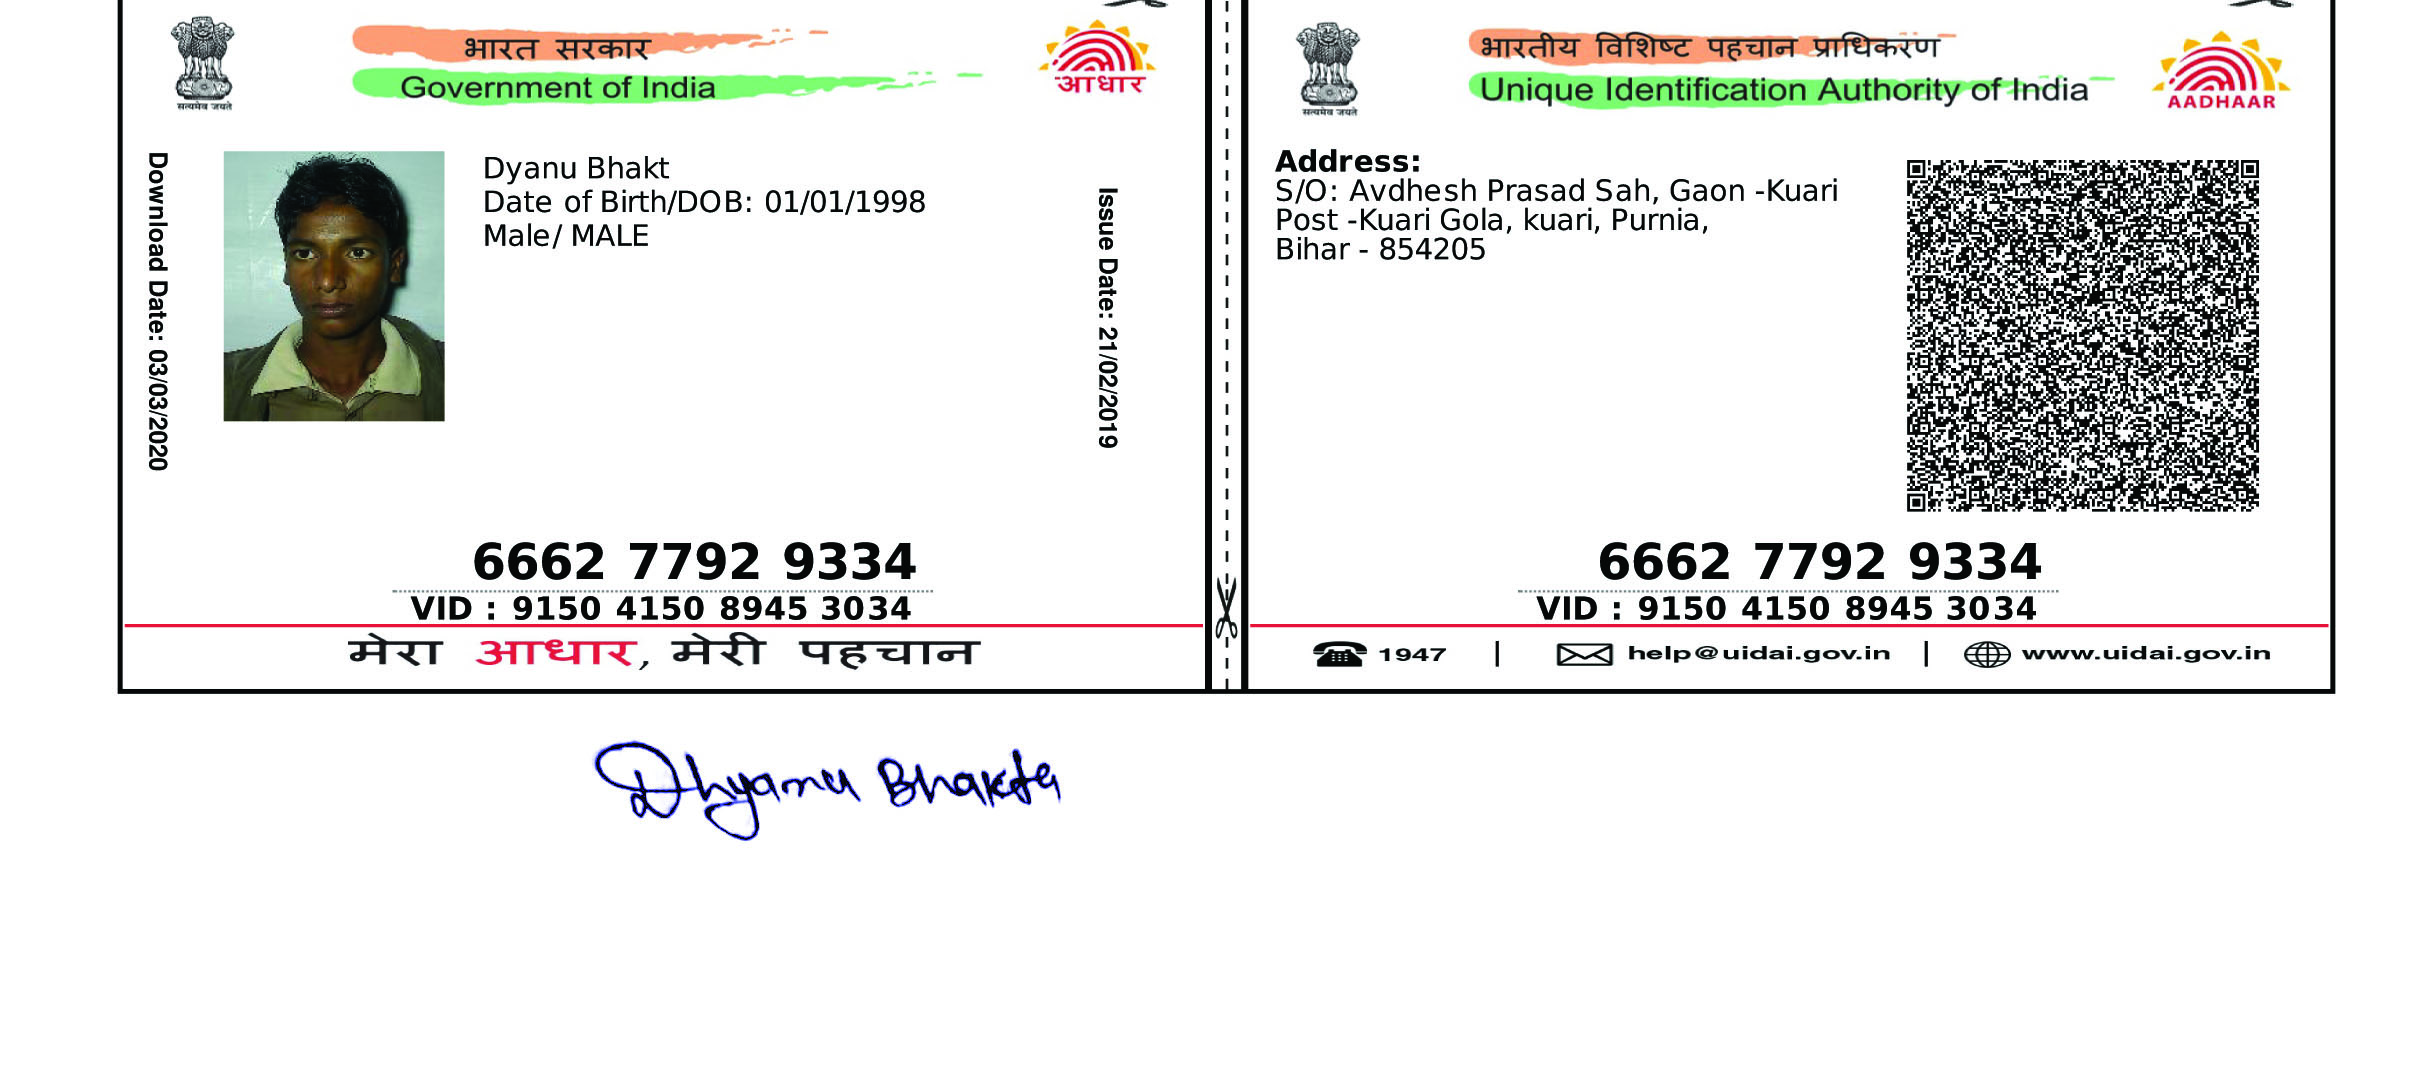 भारत सरकार
Government of India
आधार
सत्यमेव जयते
Download Date: 03/03/2020
Dyanu Bhakt
Date of Birth/DOB: 01/01/1998
Male/ MALE
Issue Date: 21/02/2019
6662 7792 9334
VID : 9150 4150 8945 3034
मेरा आधार, मेरी पहचान
भारतीय विशिष्ट पहचान प्राधिकरण
Unique Identification Authority of India
AADHAAR
सत्यमेव जयते
Address:
S/O: Avdhesh Prasad Sah, Gaon -Kuari
Post -Kuari Gola, kuari, Purnia,
Bihar - 854205
6662 7792 9334
VID : 9150 4150 8945 3034
1947 | help@uidai.gov.in | www.uidai.gov.in
Dhyanu Bhakta